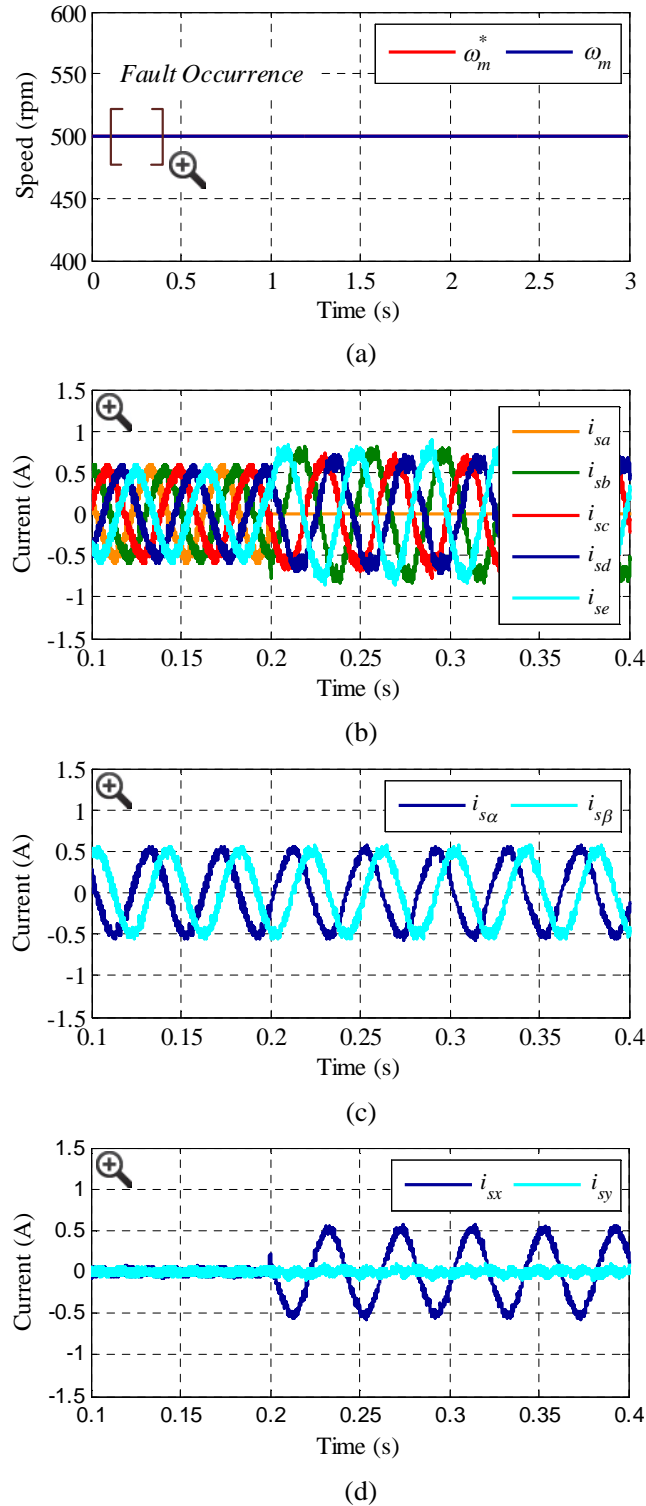 600
550
500
450
400
Speed (rpm)
Fault Occurrence
ω*m ωm
0 0.5 1 1.5 2 2.5 3
Time (s)
(a)
1.5
1
0.5
0
-0.5
-1
-1.5
Current (A)
isa
isb
isc
isd
ise
0.1 0.15 0.2 0.25 0.3 0.35 0.4
Time (s)
(b)
1.5
1
0.5
0
-0.5
-1
-1.5
Current (A)
isα isβ
0.1 0.15 0.2 0.25 0.3 0.35 0.4
Time (s)
(c)
1.5
1
0.5
0
-0.5
-1
-1.5
Current (A)
isx isy
0.1 0.15 0.2 0.25 0.3 0.35 0.4
Time (s)
(d)